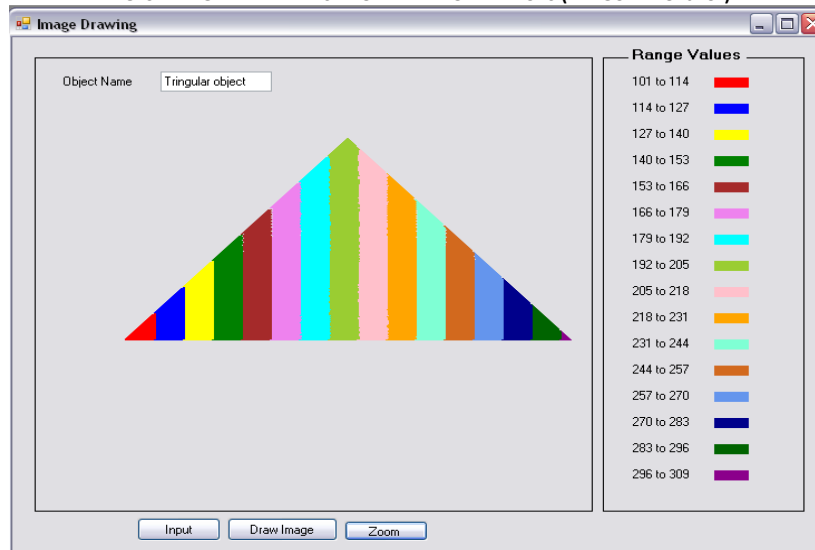 Image Drawing
Object Name Tringular object
Range Values
101 to 114
114 to 127
127 to 140
140 to 153
153 to 166
166 to 179
179 to 192
192 to 205
205 to 218
218 to 231
231 to 244
244 to 257
257 to 270
270 to 283
283 to 296
296 to 309
Input Draw Image Zoom